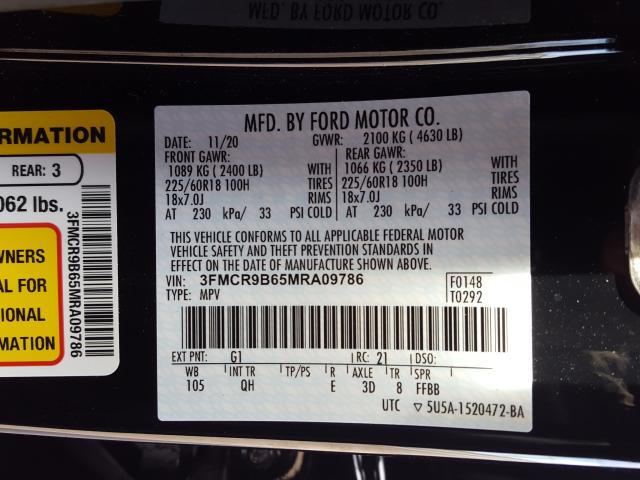 ORMATION
REAR: 3
062 lbs.
WNERS
AL FOR
IONAL
MATION
3FMCR9B65MRA09786
MFD. BY FORD MOTOR CO.
DATE: 11/20 GVWR: 2100 KG ( 4630 LB)
FRONT GAWR: REAR GAWR:
1089 KG ( 2400 LB) WITH 1066 KG ( 2350 LB) WITH
225/60R18 100H TIRES 225/60R18 100H TIRES
18x7.0J RIMS 18x7.0J RIMS
AT 230 kPa/ 33 PSI COLD AT 230 kPa/ 33 PSI COLD
THIS VEHICLE CONFORMS TO ALL APPLICABLE FEDERAL MOTOR
VEHICLE SAFETY AND THEFT PREVENTION STANDARDS IN
EFFECT ON THE DATE OF MANUFACTURE SHOWN ABOVE.
VIN: 3FMCR9B65MRA09786 F0148
TYPE: MPV T0292
EXT PNT: G1 RC: 21 DSO:
WB INT TR TP/PS R AXLE TR SPR
105 QH E 3D 8 FFBB
UTC ▽ 5U5A-1520472-BA